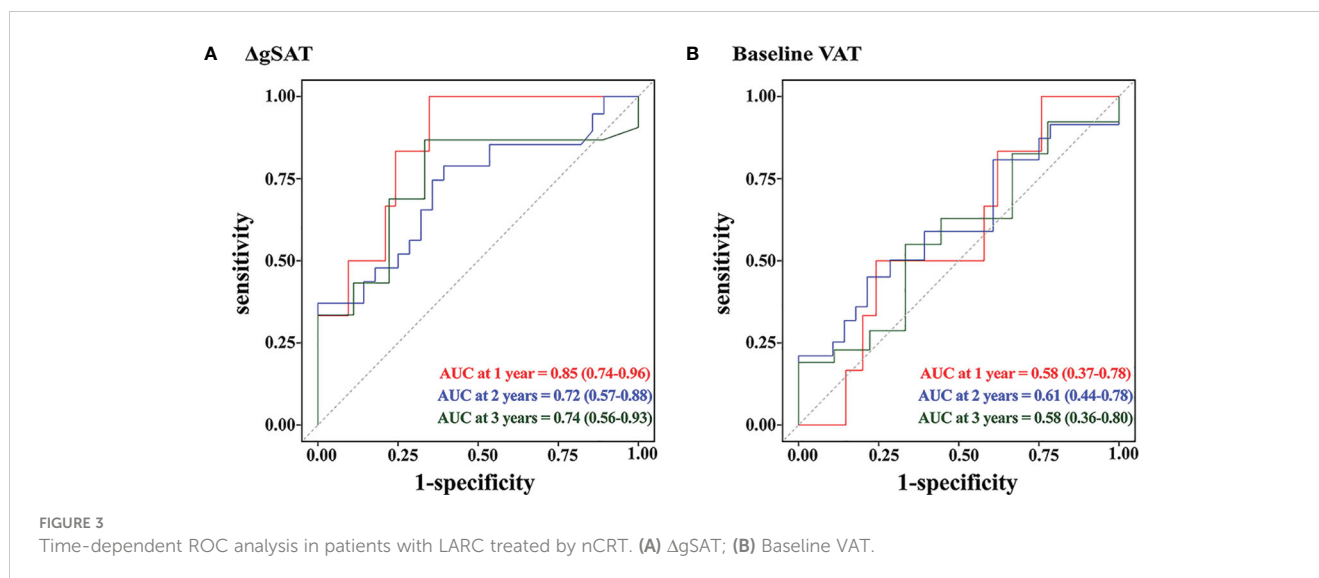 A ΔgSAT
1.00
0.75
0.50
0.25
0.00
sensitivity
AUC at 1 year = 0.85 (0.74-0.96)
AUC at 2 years = 0.72 (0.57-0.88)
AUC at 3 years = 0.74 (0.56-0.93)
0.00 0.25 0.50 0.75 1.00
1-specificity
B Baseline VAT
1.00
0.75
0.50
0.25
0.00
sensitivity
AUC at 1 year = 0.58 (0.37-0.78)
AUC at 2 years = 0.61 (0.44-0.78)
AUC at 3 years = 0.58 (0.36-0.80)
0.00 0.25 0.50 0.75 1.00
1-specificity
FIGURE 3
Time-dependent ROC analysis in patients with LARC treated by nCRT. (A) ΔgSAT; (B) Baseline VAT.